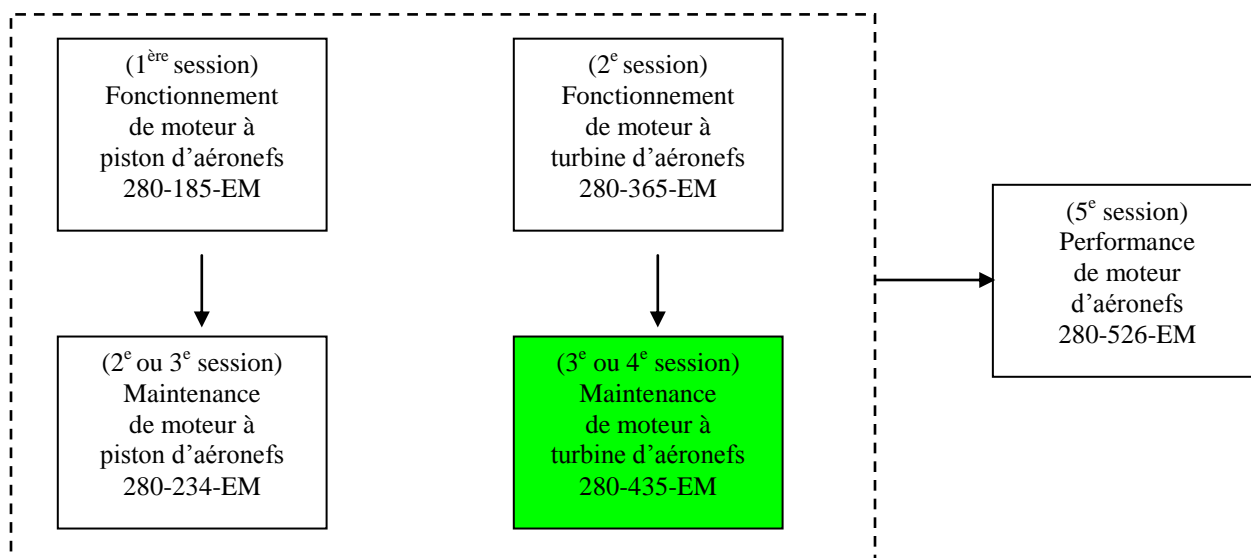 (1ère session)
Fonctionnement
de moteur à
piston d’aéronefs
280-185-EM
(2e session)
Fonctionnement
de moteur à
turbine d’aéronefs
280-365-EM
(5e session)
Performance
de moteur
d’aéronefs
280-526-EM
(2e ou 3e session)
Maintenance
de moteur à
piston d’aéronefs
280-234-EM
(3e ou 4e session)
Maintenance
de moteur à
turbine d’aéronefs
280-435-EM